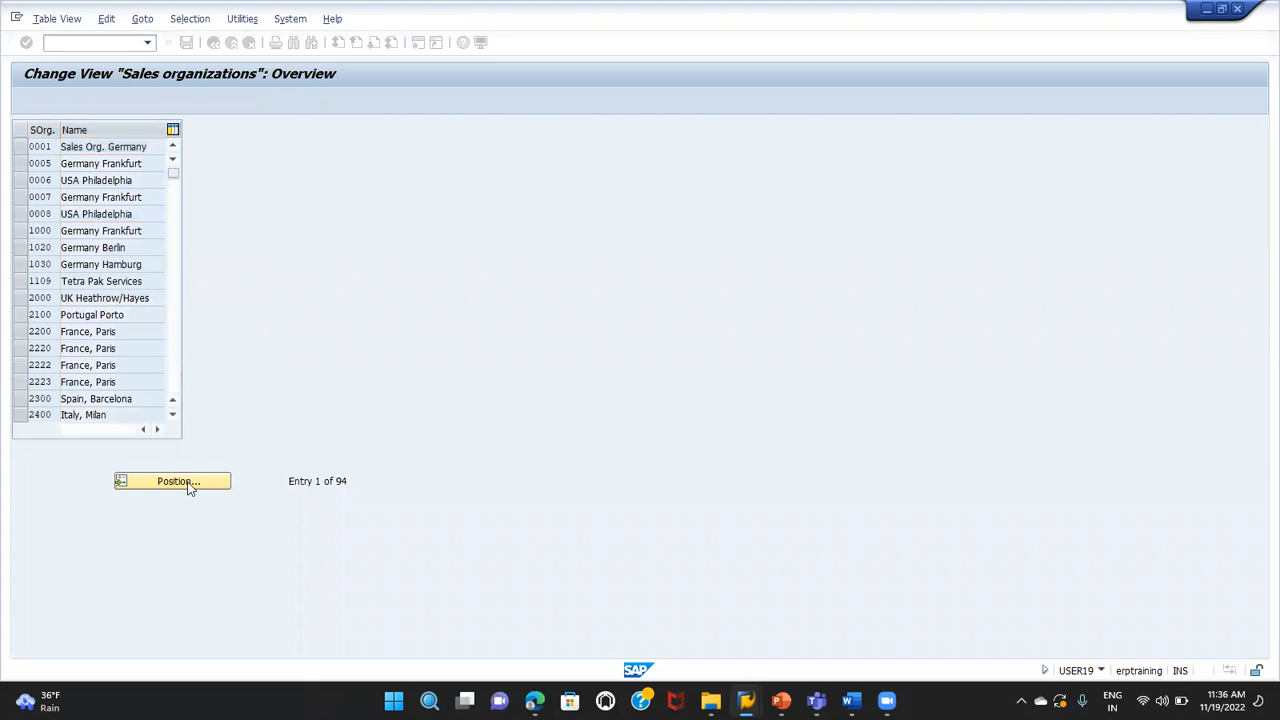 Table View Edit Goto Selection Utilities System Help
Change View "Sales organizations": Overview
SOrg. Name
0001 Sales Org. Germany
0005 Germany Frankfurt
0006 USA Philadelphia
0007 Germany Frankfurt
0008 USA Philadelphia
1000 Germany Frankfurt
1020 Germany Berlin
1030 Germany Hamburg
1109 Tetra Pak Services
2000 UK Heathrow/Hayes
2100 Portugal Porto
2200 France, Paris
2220 France, Paris
2222 France, Paris
2223 France, Paris
2300 Spain, Barcelona
2400 Italy, Milan
Position... Entry 1 of 94
SAP USER19 erptraining INS
36°F
Rain
ENG
IN
11:36 AM
11/19/2022